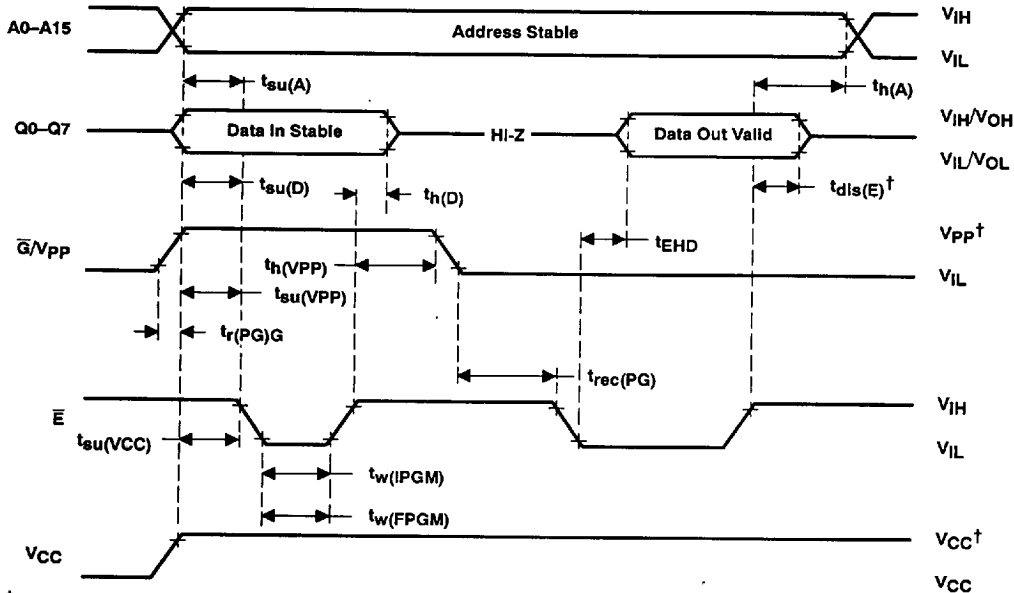 A0–A15
Address Stable
VIH
VIL
tsu(A)
th(A)
Q0–Q7
Data In Stable
HI-Z
Data Out Valid
VIH/VOH
VIL/VOL
tsu(D)
th(D)
tdis(E)†
G̅/VPP
tEHD
VPP†
th(VPP)
VIL
tsu(VPP)
tr(PG)G
trec(PG)
E̅
VIH
tsu(VCC)
VIL
tw(IPGM)
tw(FPGM)
VCC
VCC†
VCC